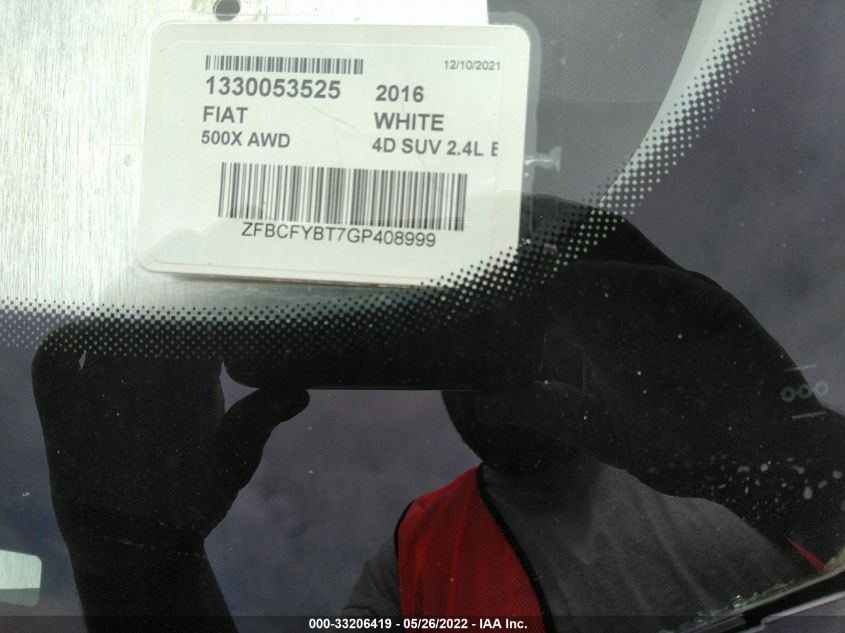 12/10/2021
1330053525 2016
FIAT WHITE
500X AWD 4D SUV 2.4L E
ZFBCFYBT7GP408999
000-33206419 - 05/26/2022 - IAA Inc.